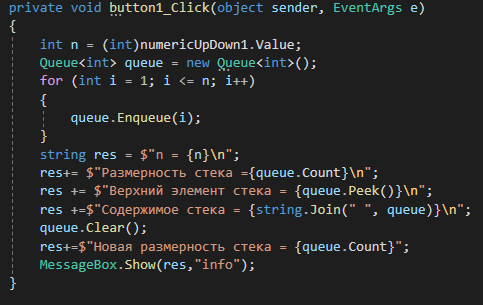 private void button1_Click(object sender, EventArgs e)
{
int n = (int)numericUpDown1.Value;
Queue<int> queue = new Queue<int>();
for (int i = 1; i <= n; i++)
{
queue.Enqueue(i);
}
string res = $"n = {n}\n";
res+= $"Размерность стека ={queue.Count}\n";
res += $"Верхний элемент стека = {queue.Peek()}\n";
res +=$"Содержимое стека = {string.Join(" ", queue)}\n";
queue.Clear();
res+=$"Новая размерность стека = {queue.Count}";
MessageBox.Show(res,"info");
}